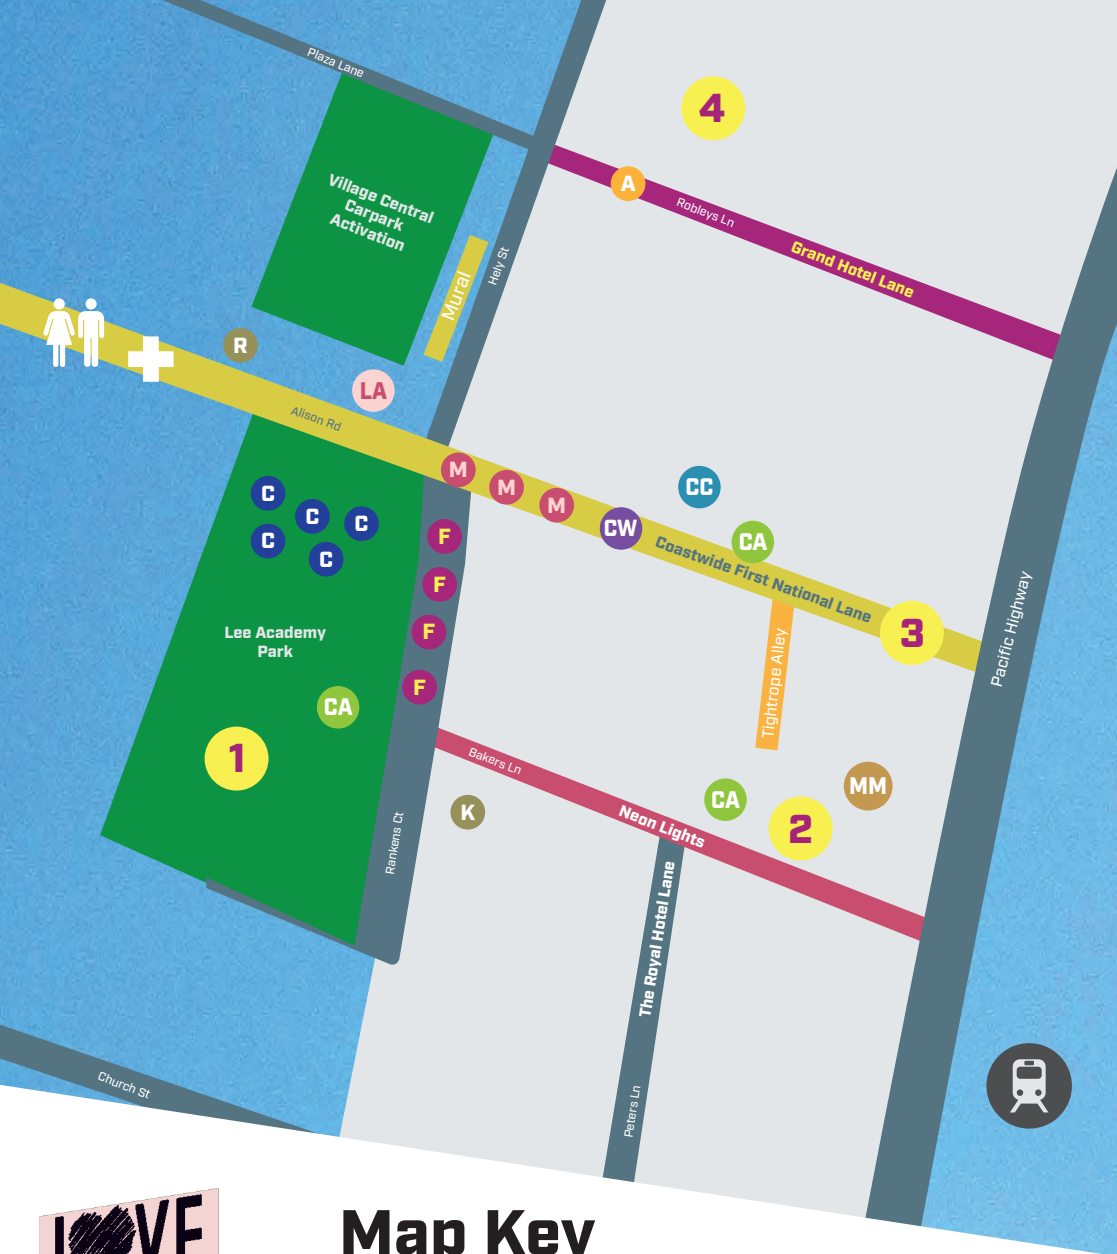 Plaza Lane
4
A
Village Central
Carpark
Activation
Robleys Ln
Grand Hotel Lane
Hely St
Mural
R
LA
Alison Rd
M
M
M
CW
CC
CA
Coastwide First National Lane
C
C
C
C
C
F
F
F
F
3
Pacific Highway
Lee Academy
Park
Tightrope Alley
CA
1
Bakers Ln
Neon Lights
CA
MM
2
K
Rankens Ct
The Royal Hotel Lane
Peters Ln
Church St
LOVE
Map Key